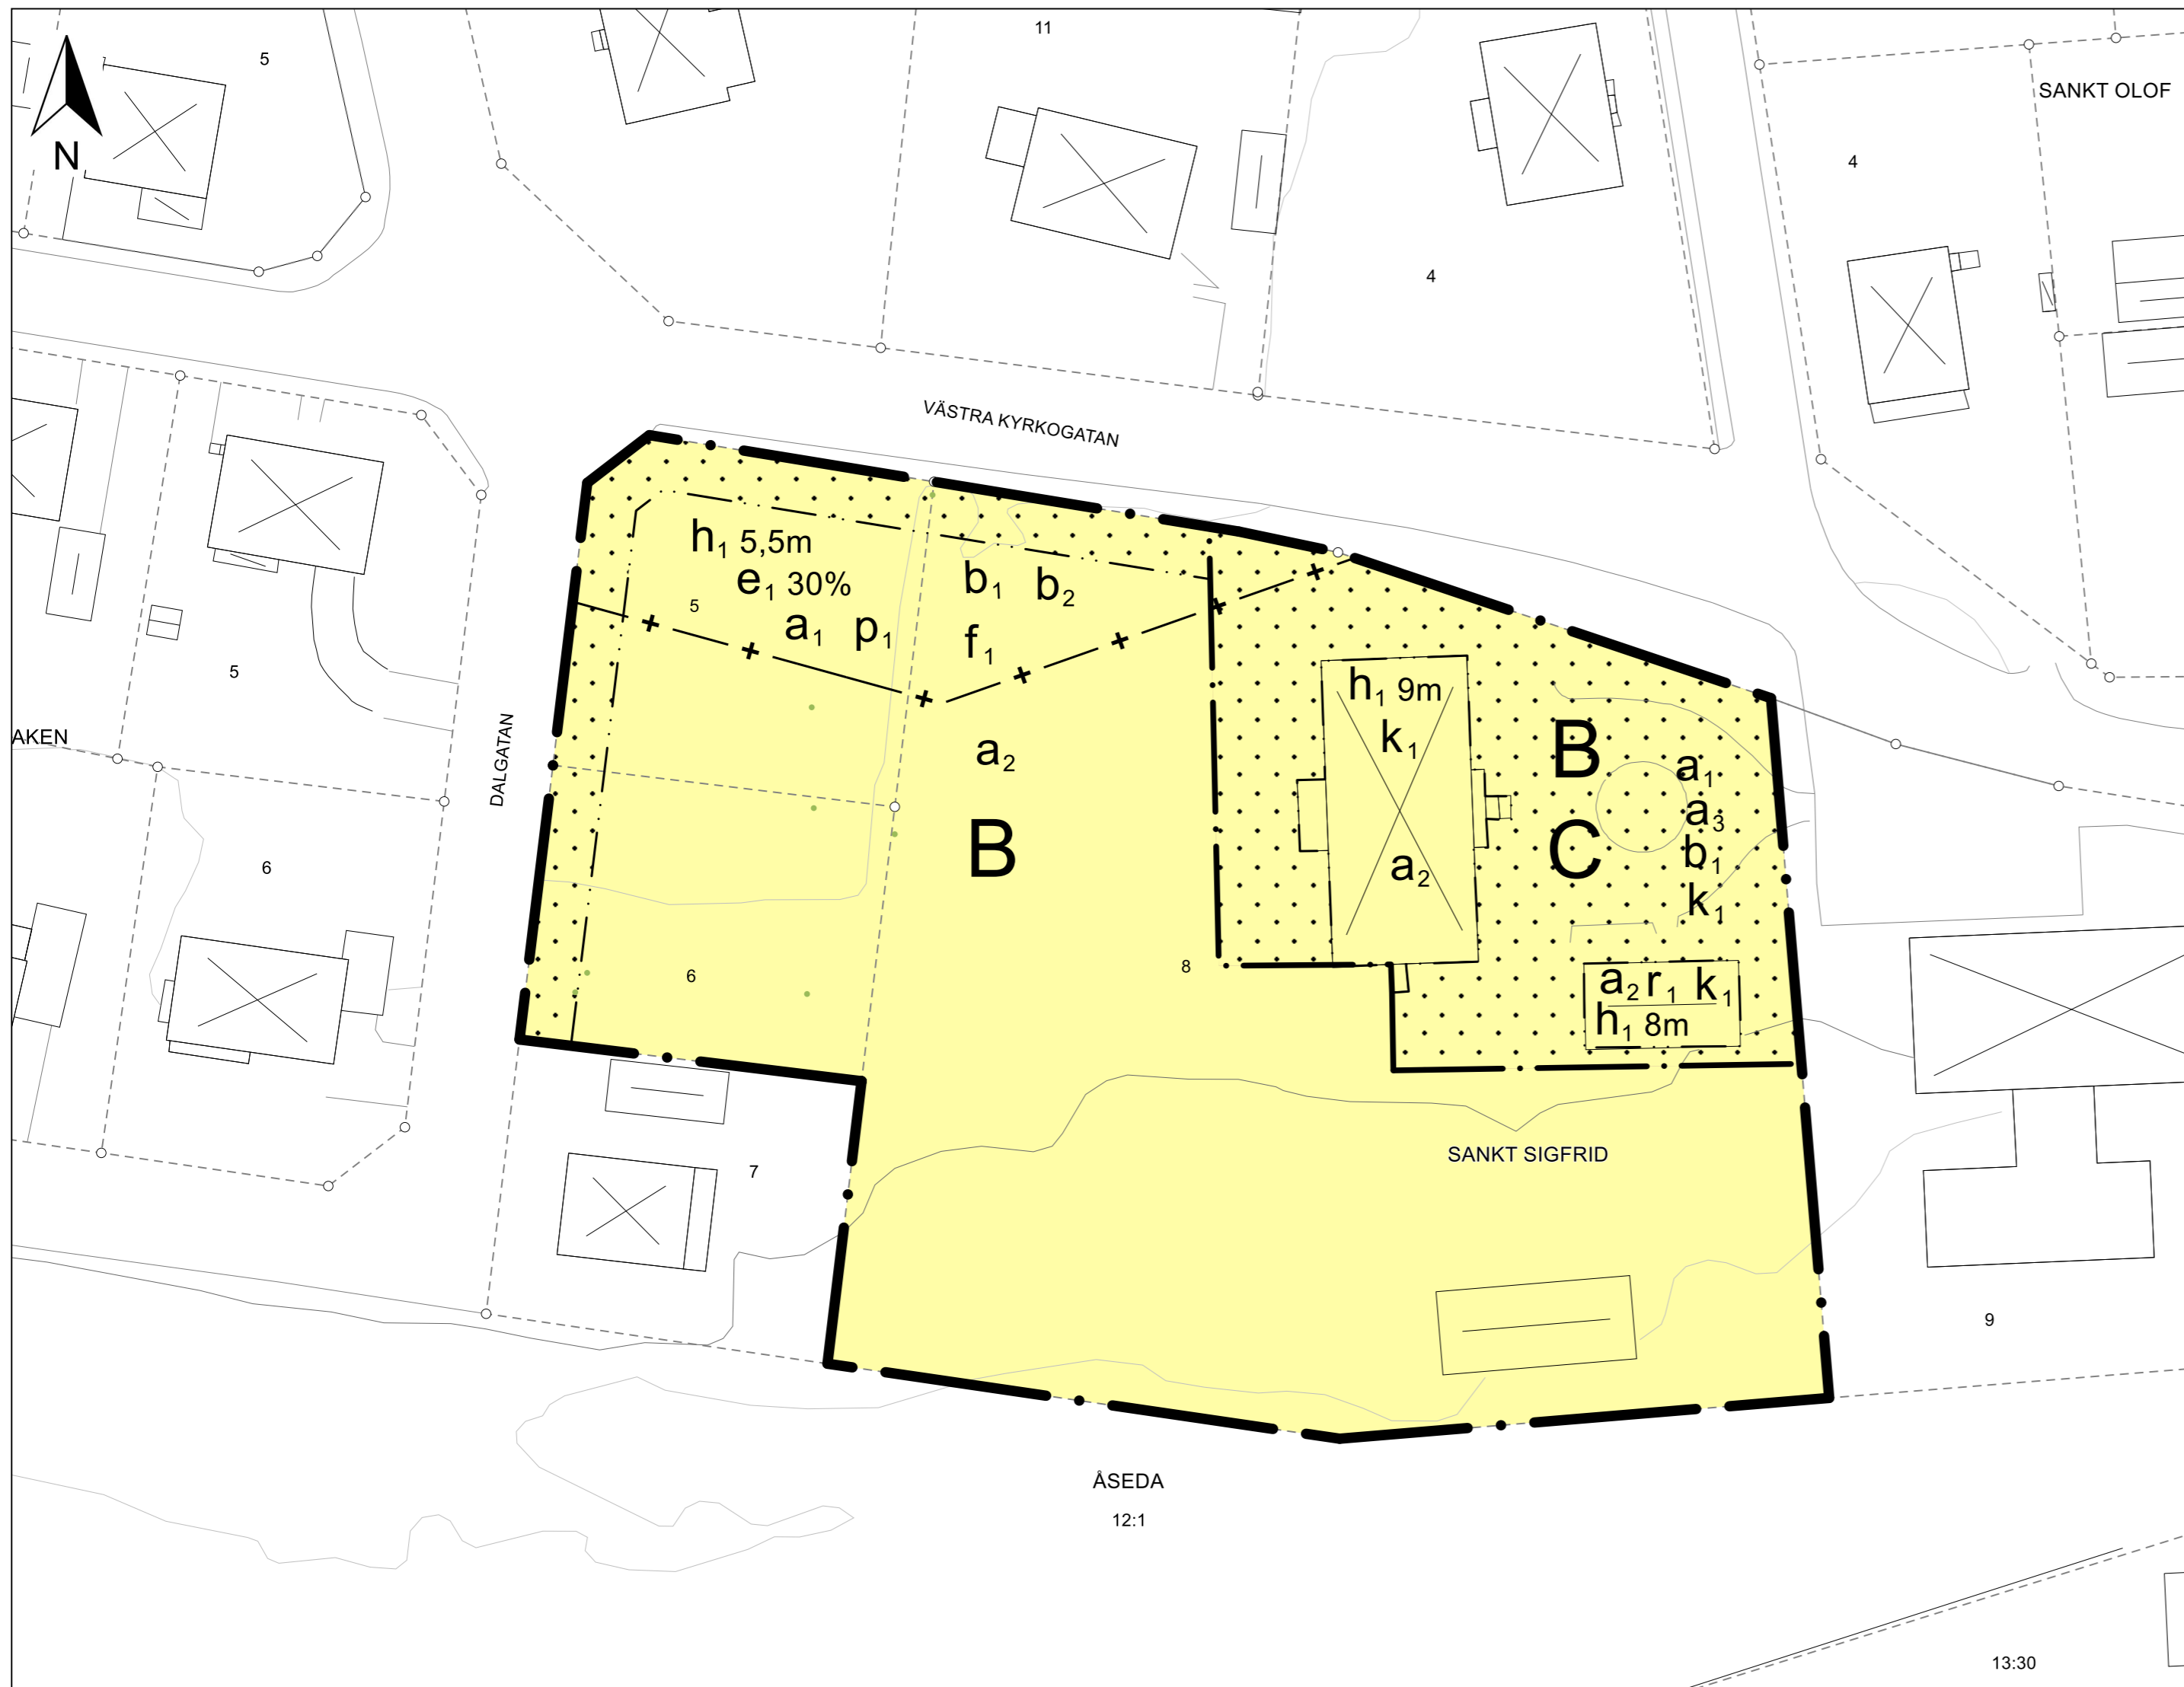 5
11
SANKT OLOF
N
4
4
VÄSTRA KYRKOGATAN
h1 5,5m
e1 30%
b1 b2
5
a1 p1
f1
5
h1 9m
k1
AKEN
DALGATAN
a2
B
a1
a3
B
C
b1
6
a2
k1
8
6
a2 r1 k1
h1 8m
SANKT SIGFRID
7
9
ÅSEDA
12:1
13:30